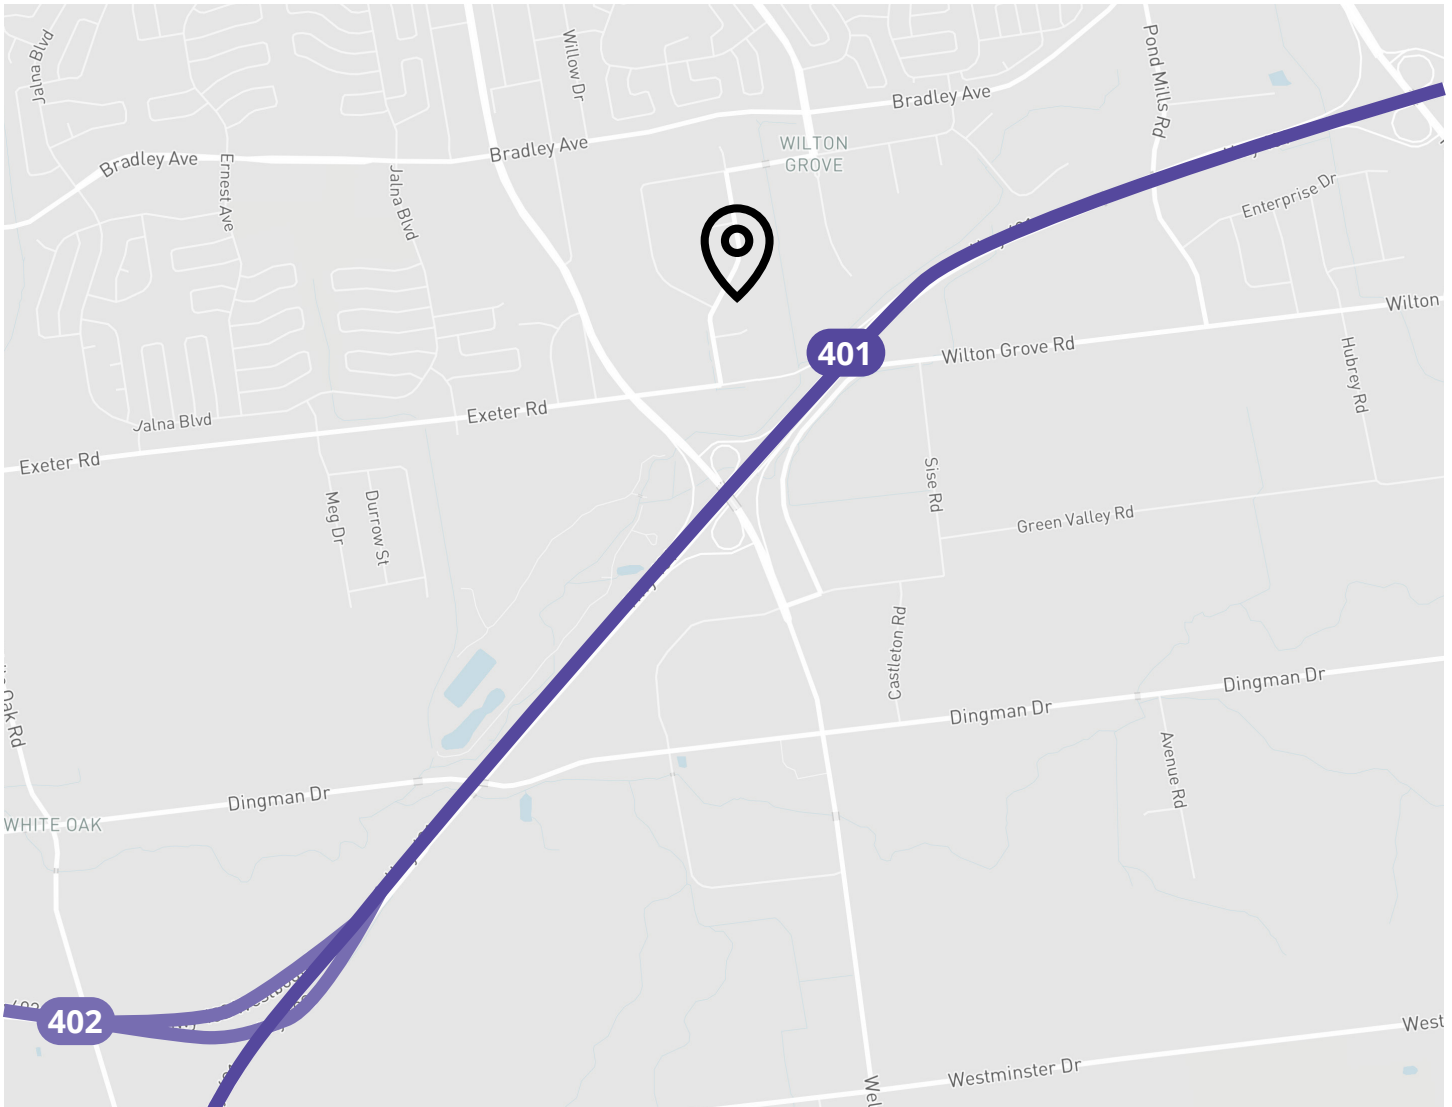 Jalna Blvd
Willow Dr
Pond Mills Rd
Bradley Ave
Bradley Ave
Bradley Ave
WILTON
GROVE
Ernest Ave
Jalna Blvd
Enterprise Dr
Wilton
401
Wilton Grove Rd
Hubrey Rd
Exeter Rd
Jalna Blvd
Exeter Rd
Sise Rd
Meg Dr
Durrow St
Green Valley Rd
Castleton Rd
Oak Rd
Dingman Dr
Dingman Dr
Avenue Rd
Dingman Dr
WHITE OAK
402
West
Westminster Dr
Wel